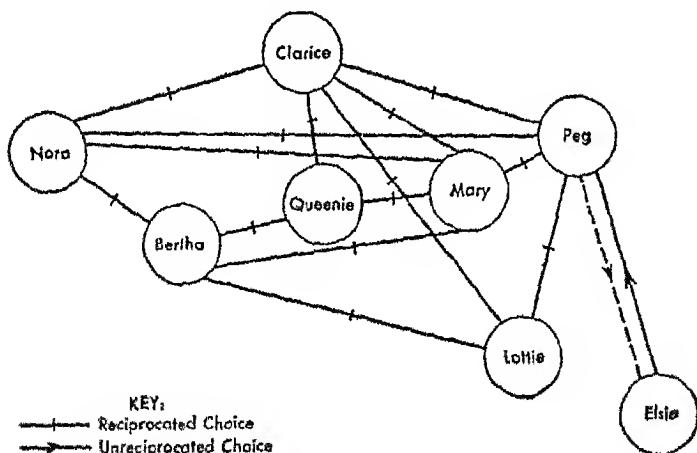 Clarice
Peg
Nora
Mary
Queenie
Bertha
Lottie
Elsie
KEY:
Reciprocated Choice
Unreciprocated Choice